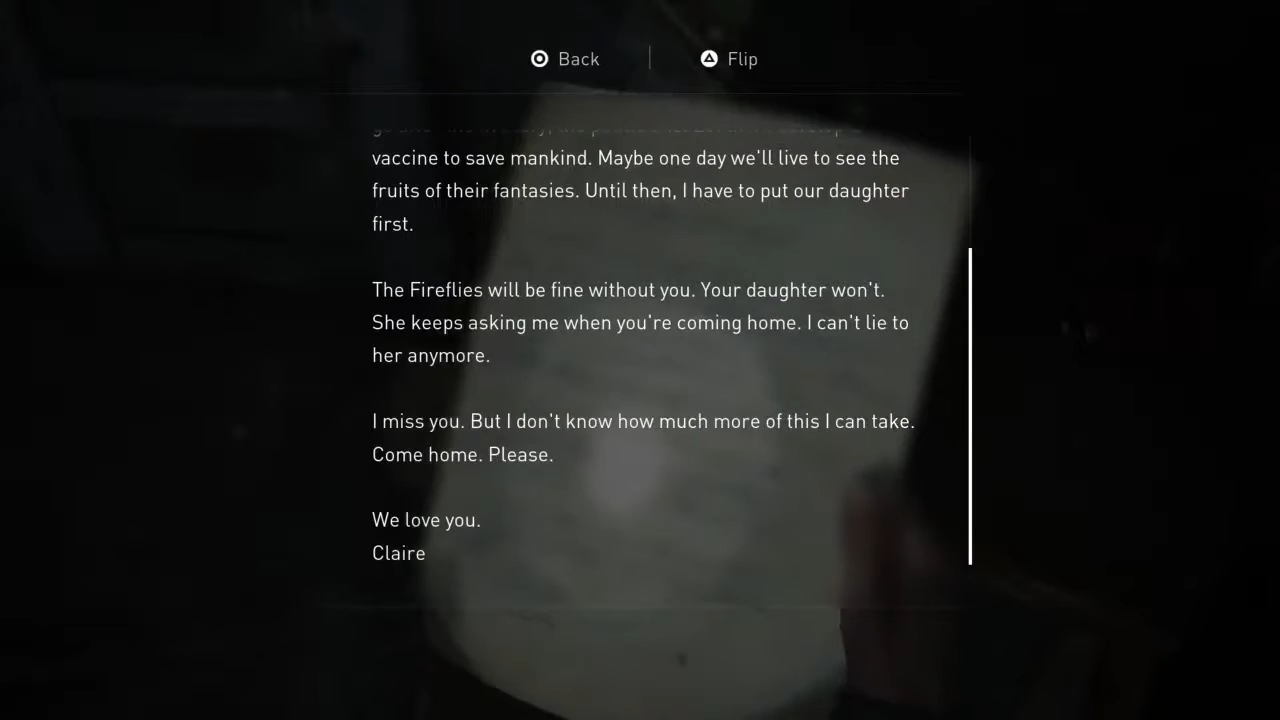 Back
Flip
vaccine to save mankind. Maybe one day we'll live to see the
fruits of their fantasies. Until then, I have to put our daughter
first.
The Fireflies will be fine without you. Your daughter won't.
She keeps asking me when you're coming home. I can't lie to
her anymore.
I miss you. But I don't know how much more of this I can take.
Come home. Please.
We love you.
Claire